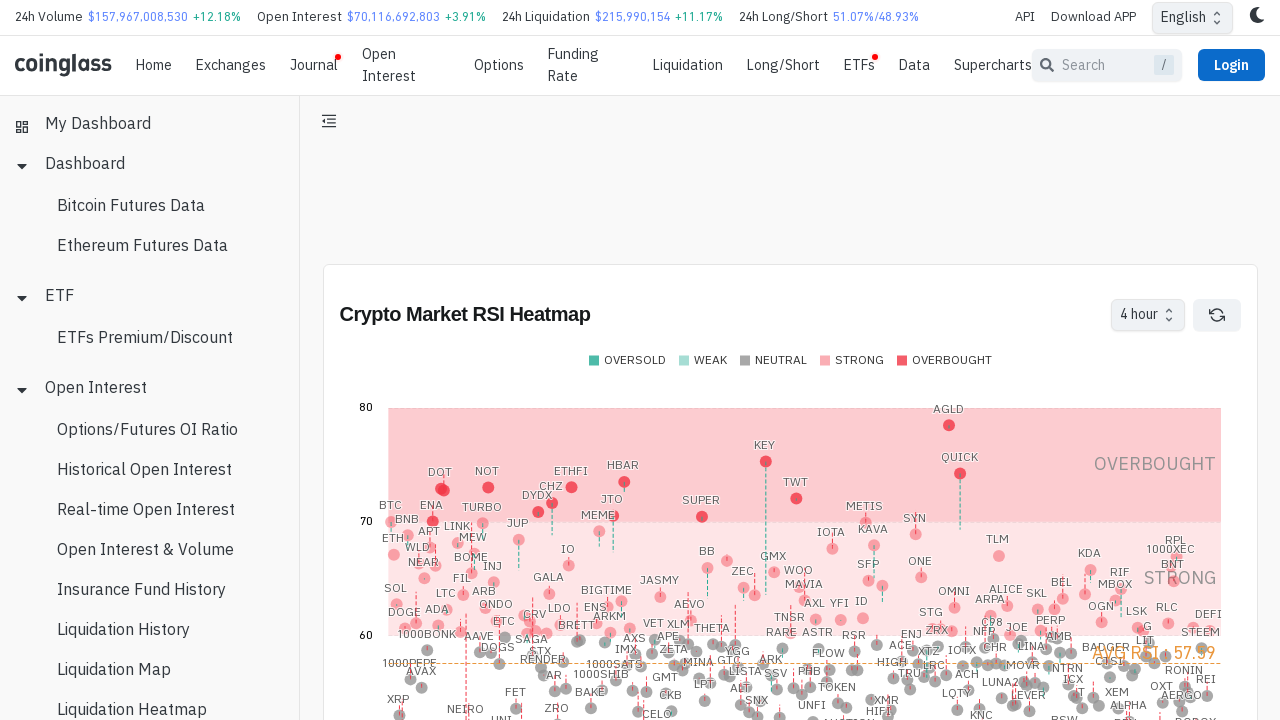 24h Volume $157,967,008,530 +12.18% Open Interest $70,116,692,803 +3.91% 24h Liquidation $215,990,154 +11.17% 24h Long/Short 51.07%/48.93% API Download APP English
coinglass Home Exchanges Journal Open Interest Options Funding Rate Liquidation Long/Short ETFs Data Supercharts Search / Login
My Dashboard
Dashboard
Bitcoin Futures Data
Ethereum Futures Data
ETF
ETFs Premium/Discount
Open Interest
Options/Futures OI Ratio
Historical Open Interest
Real-time Open Interest
Open Interest & Volume
Insurance Fund History
Liquidation History
Liquidation Map
Liquidation Heatmap
Crypto Market RSI Heatmap 4 hour
OVERSOLD WEAK NEUTRAL STRONG OVERBOUGHT
80
AGLD
KEY
QUICK
OVERBOUGHT
DOT NOT ETHFI HBAR
TWT
CHZ
DYDX JTO SUPER
BTC ENA TURBO METIS
MEME
70 BNB JUP SYN
APT LINK IOTA KAVA
ETH MEW TLM RPL
WLD IO BB KDA 1000XEC
NEAR BOME INJ GMX SFP ONE BNT
FIL GALA JASMY ZEC WOO RIF STRONG
SOL LTC ARB BIGTIME MAVIA OMNI ALICE SKL BEL MBOX
ONDO AEVO AXL YFI ID ARPA OGN
DOGE ADA CRV LDO ENS ARKM TNSR STG LSK RLC DEFI
ETC BRETT VET XLM THETA C98 JOE PERP
60 1000BONK AAVE SAGA AXS APE RARE ASTR RSR ENJ ZRX NFP AMB LIT STEEM
DOGS STX IMX ZETA YGG FLOW ACE XTZ IOTX CHR LINA BADGER AVG RSI : 57.59
1000PEPE RENDER 1000SATS MINA GTC ARK HIGH LRC MOVR CTSI
AVAX AR 1000SHIB GMT LISTA SSV PHB TRU ACH NTRN RONIN
FET BAKE CKB LPT ALT TOKEN LQTY LUNA2 ICX OXT REI
XRP NEIRO ZRO CELO SNX UNFI XMR LEVER XEM AERGO
UNI HIFI KNC BSW ALPHA